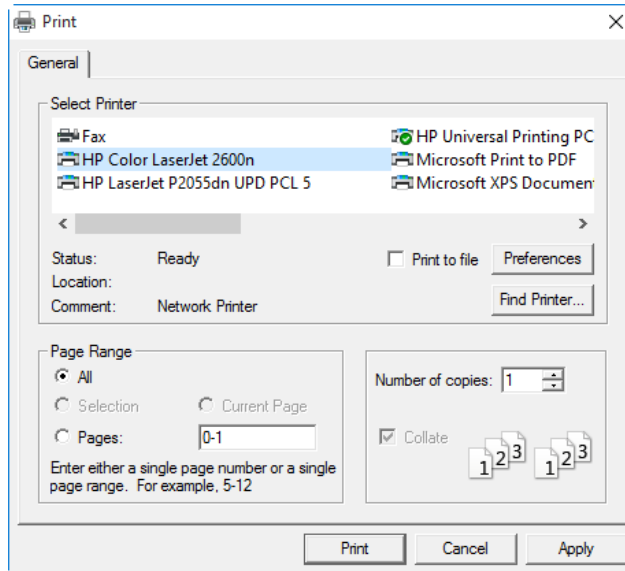 Print
General
Select Printer
Fax
HP Universal Printing PC
HP Color LaserJet 2600n
Microsoft Print to PDF
HP LaserJet P2055dn UPD PCL 5
Microsoft XPS Documen
Status: Ready
Print to file
Preferences
Location:
Comment: Network Printer
Find Printer...
Page Range
All
Selection
Current Page
Pages: 0-1
Enter either a single page number or a single
page range. For example, 5-12
Number of copies: 1
Collate
1 2 3 1 2 3
Print
Cancel
Apply